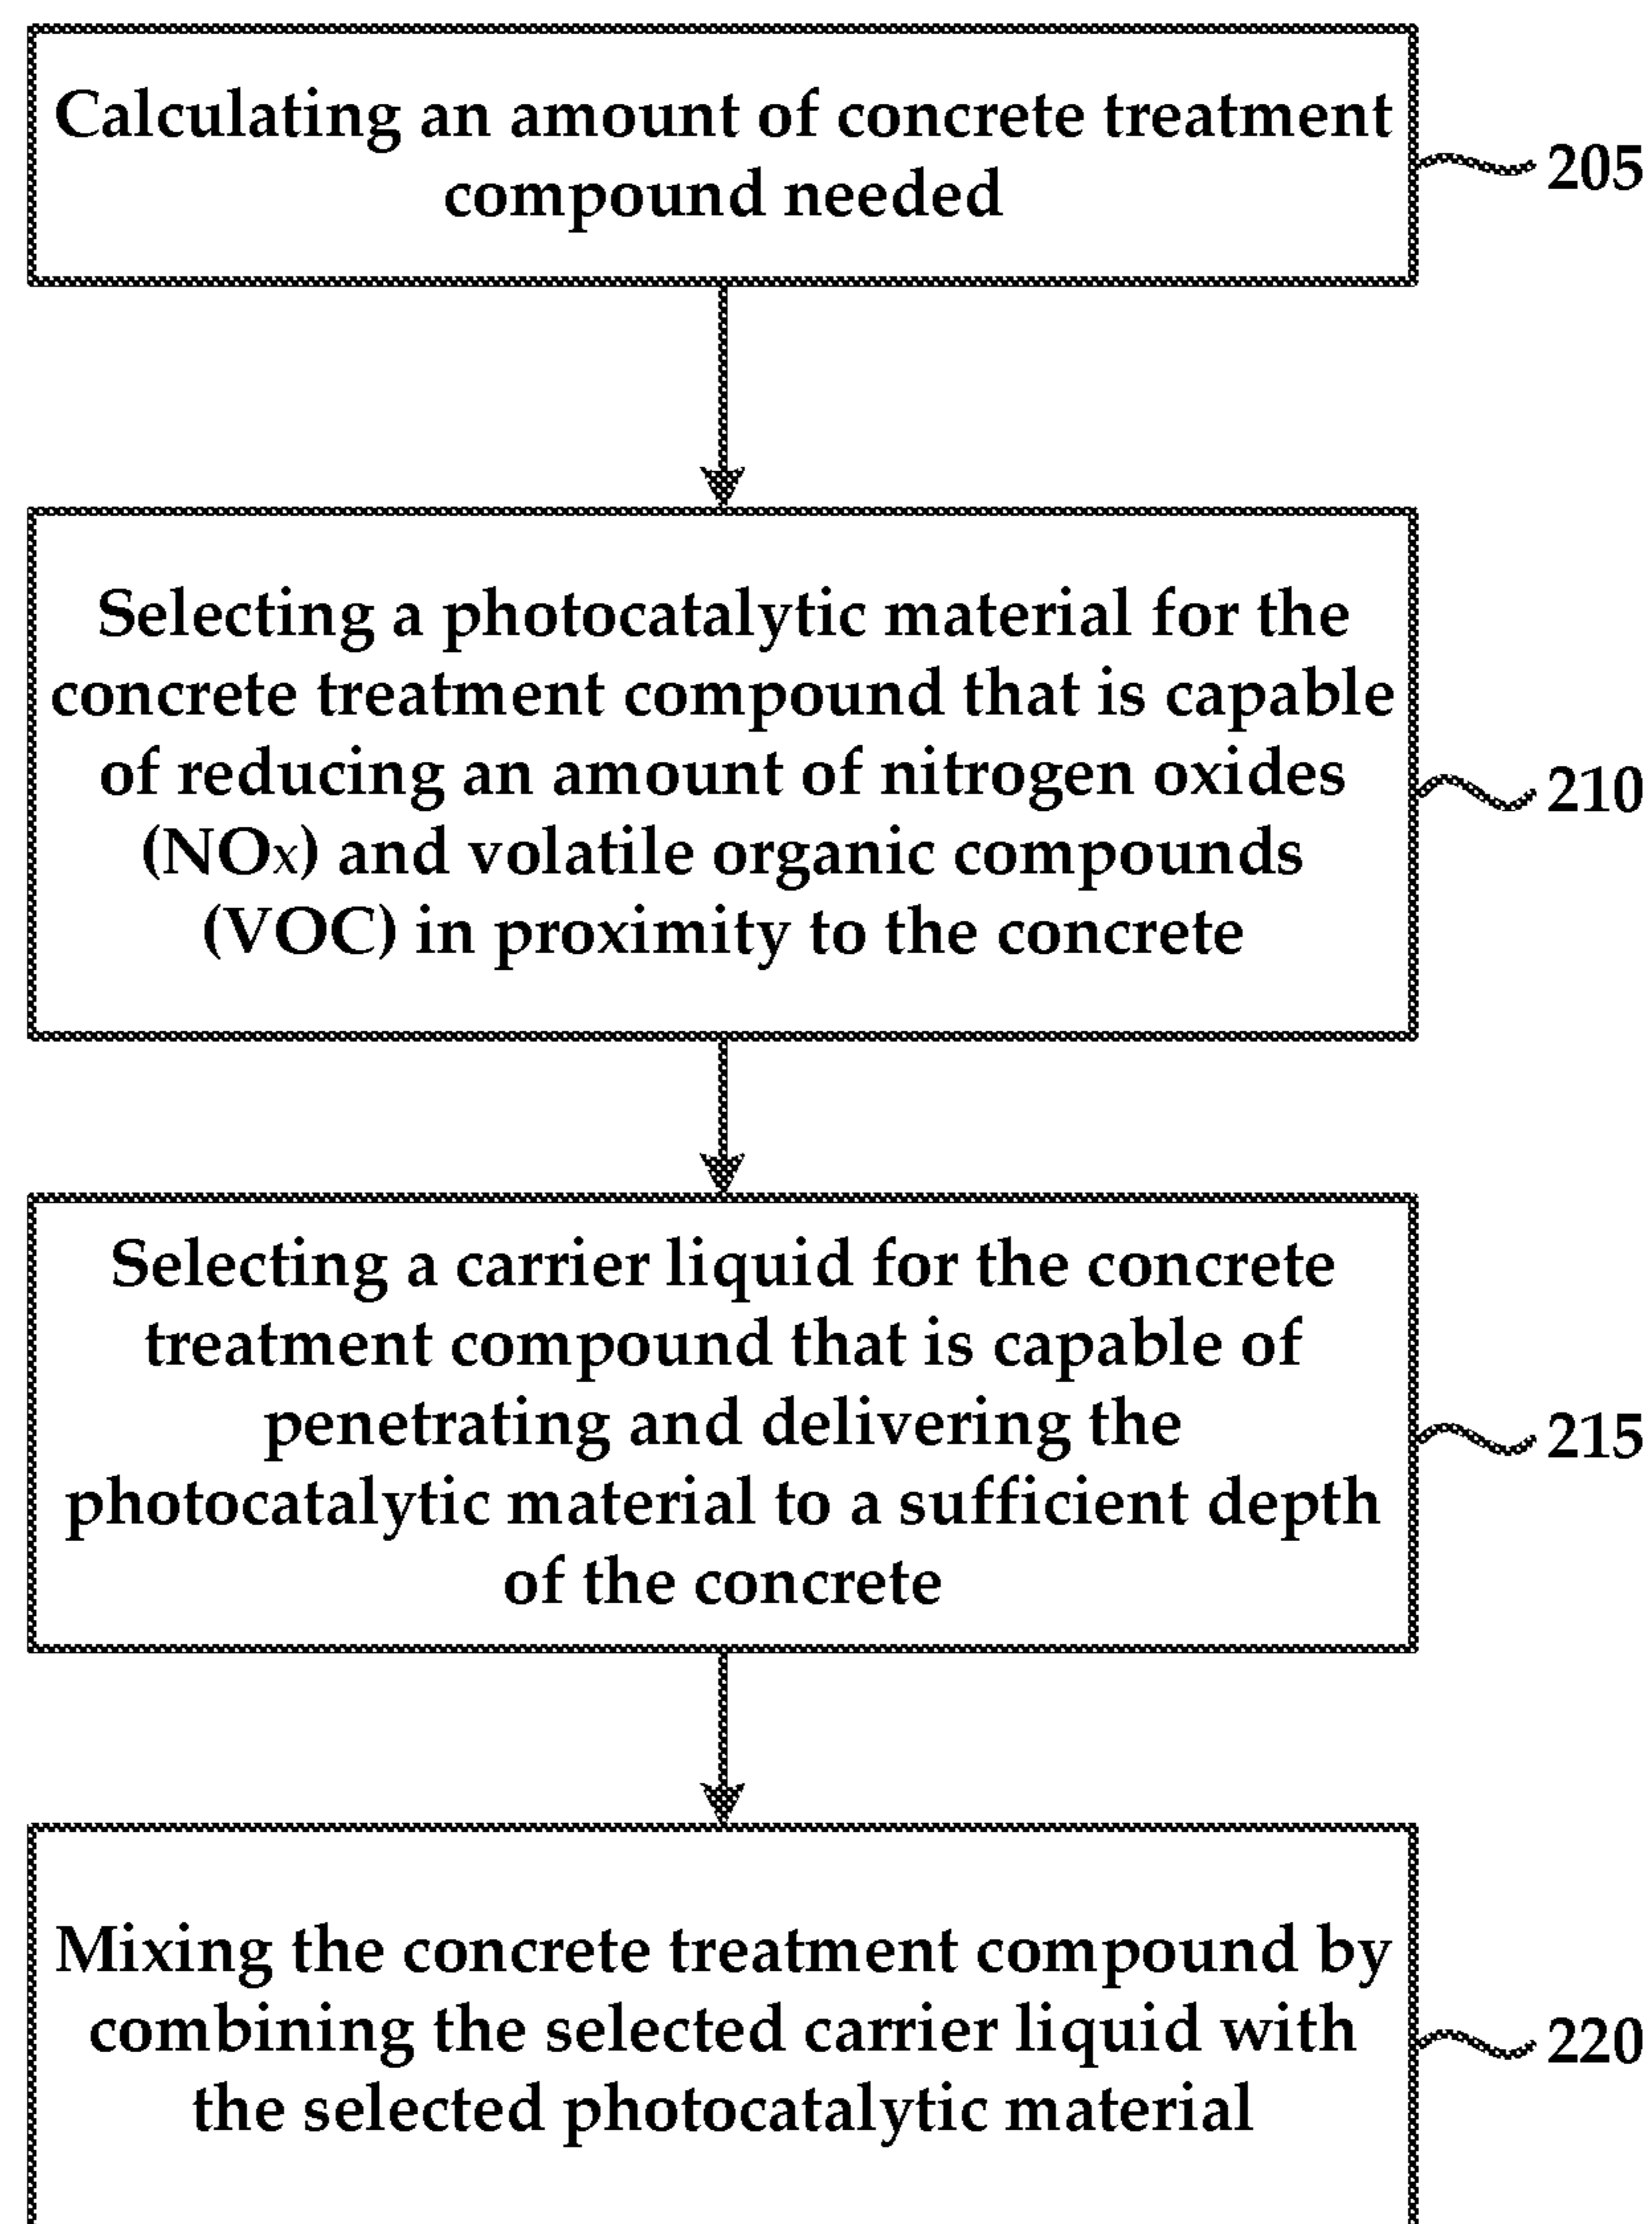 Calculating an amount of concrete treatment
compound needed
205
Selecting a photocatalytic material for the
concrete treatment compound that is capable
of reducing an amount of nitrogen oxides
(NOx) and volatile organic compounds
(VOC) in proximity to the concrete
210
Selecting a carrier liquid for the concrete
treatment compound that is capable of
penetrating and delivering the
photocatalytic material to a sufficient depth
of the concrete
215
Mixing the concrete treatment compound by
combining the selected carrier liquid with
the selected photocatalytic material
220